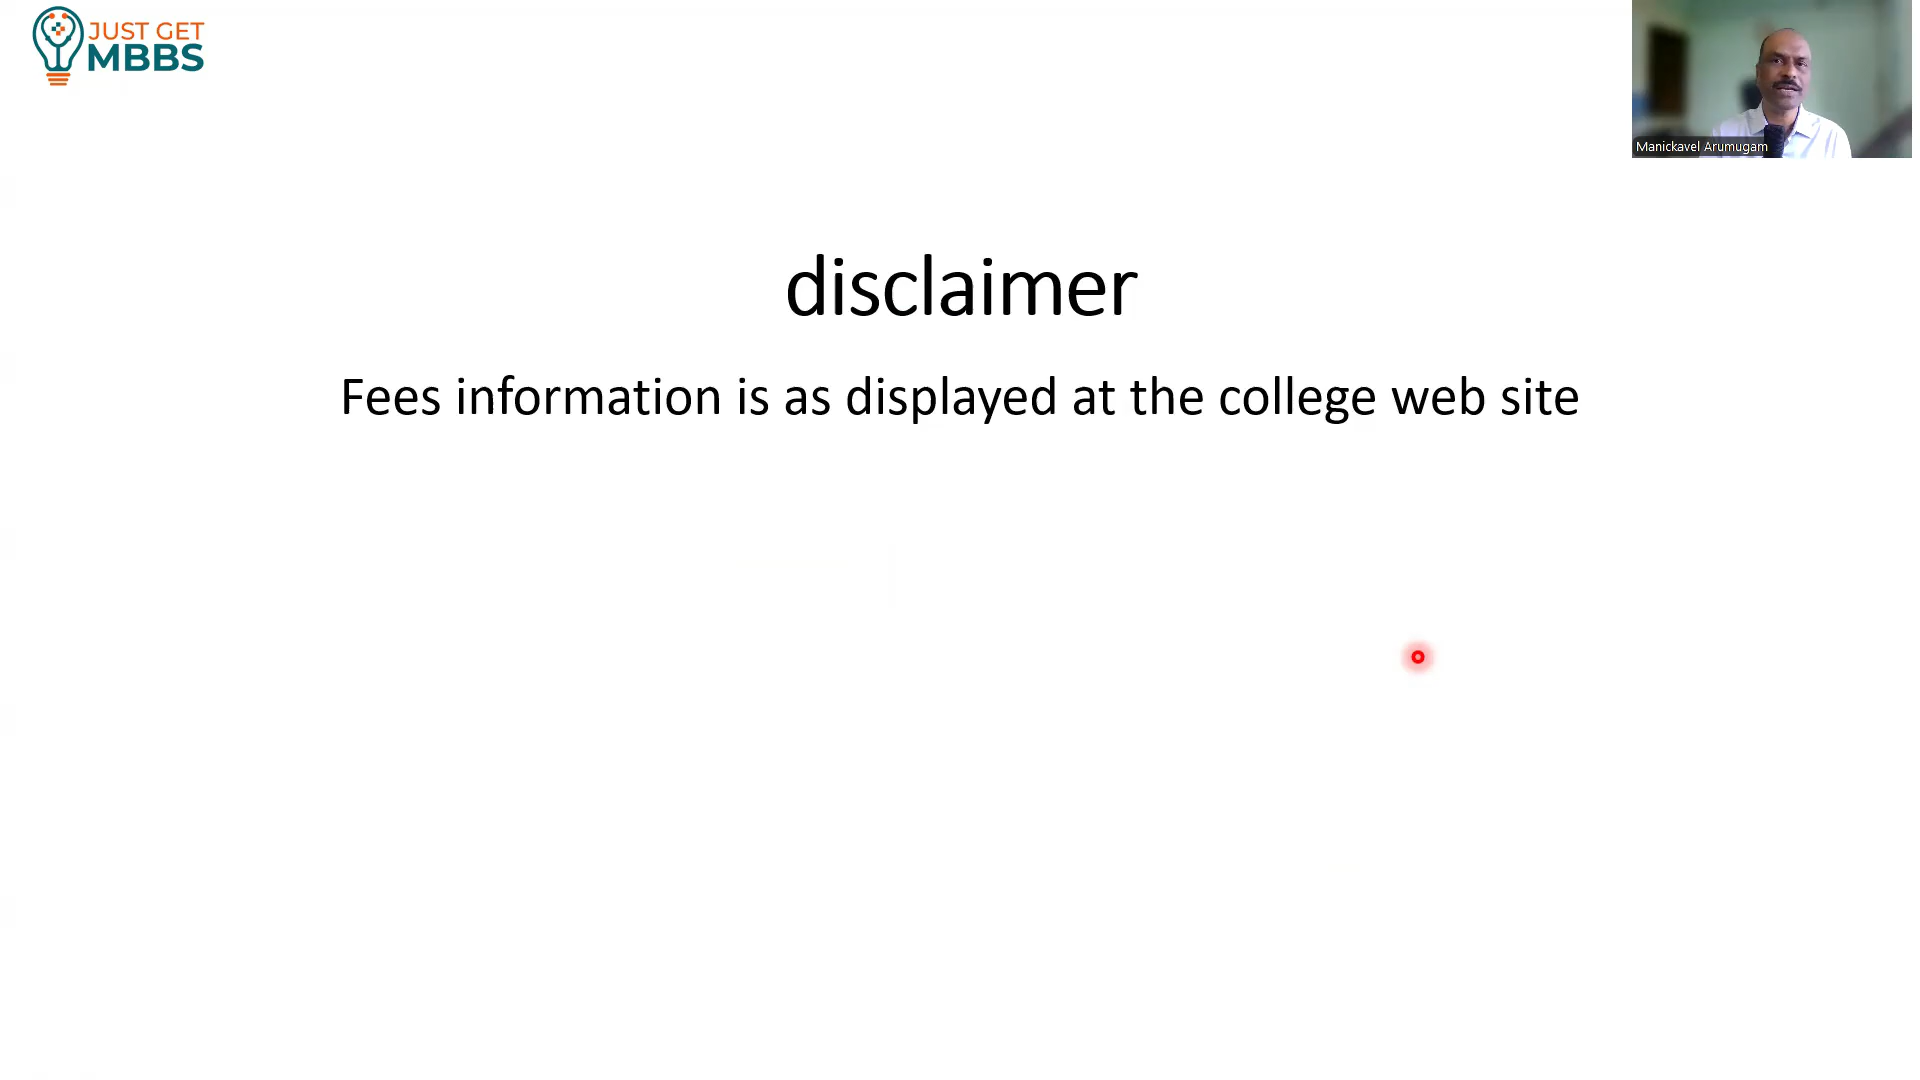 JUST GET
MBBS
Manickavel Arumugam
disclaimer
Fees information is as displayed at the college web site